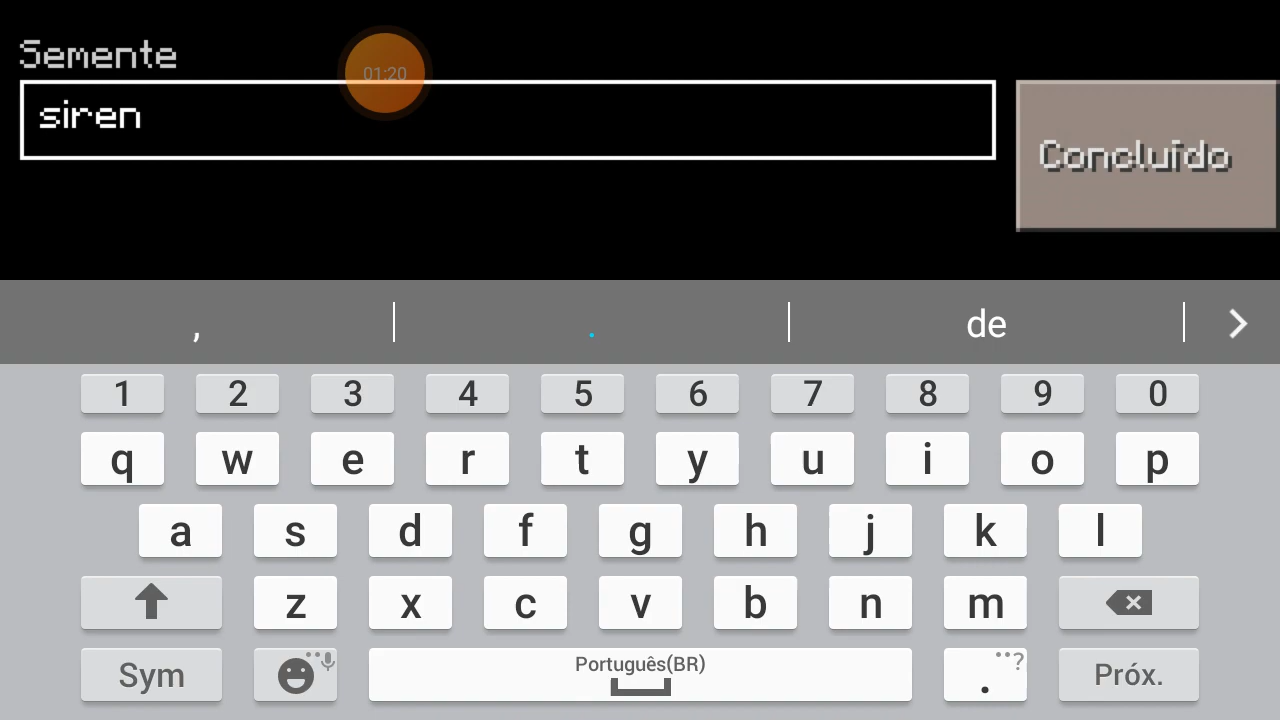 Semente
01:20
siren
Concluído
, . de
1 2 3 4 5 6 7 8 9 0
q w e r t y u i o p
a s d f g h j k l
z x c v b n m
Sym Português(BR) . ? Próx.